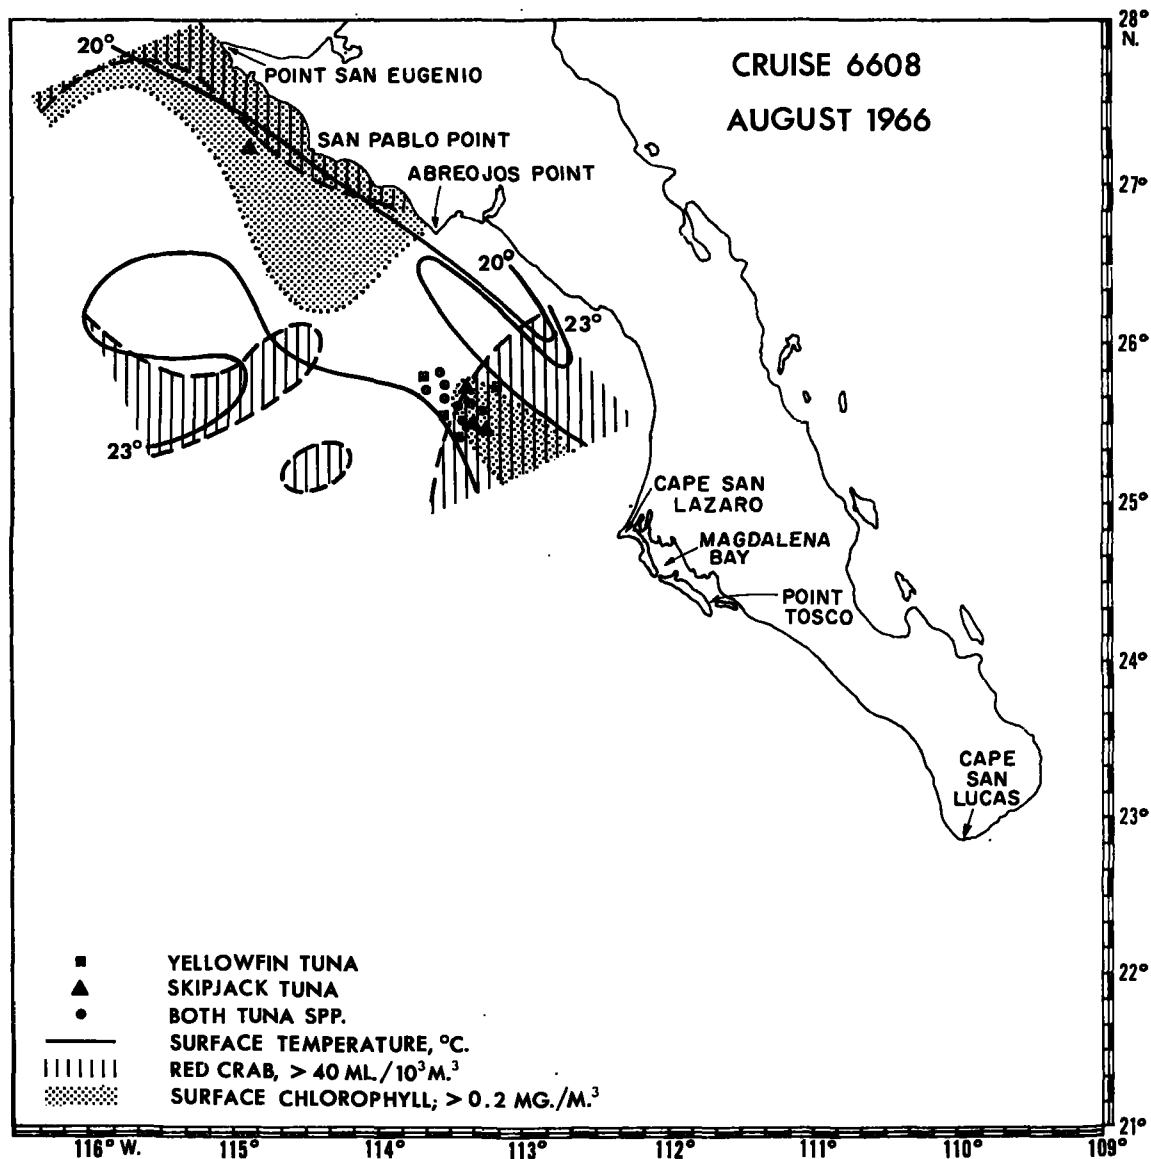 28°
N.
20°
CRUISE 6608
AUGUST 1966
POINT SAN EUGENIO
SAN PABLO POINT
ABREOJOS POINT
27°
20°
23°
26°
23°
CAPE SAN
LAZARO
25°
MAGDALENA
BAY
POINT
TOSCO
24°
CAPE
SAN
LUCAS
23°
YELLOWFIN TUNA
SKIPJACK TUNA
BOTH TUNA SPP.
SURFACE TEMPERATURE, °C.
RED CRAB, > 40 ML./10³M.³
SURFACE CHLOROPHYLL; > 0.2 MG./M.³
22°
21°
116° W.
115°
114°
113°
112°
111°
110°
109°